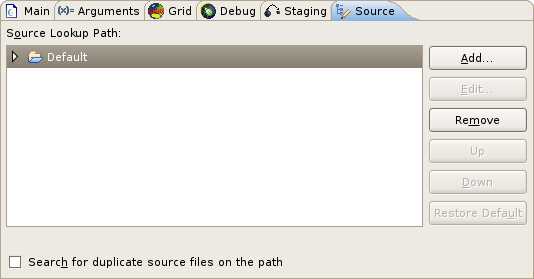 Main Arguments Grid Debug Staging Source
Source Lookup Path:
Default
Add...
Edit...
Remove
Up
Down
Restore Default
Search for duplicate source files on the path